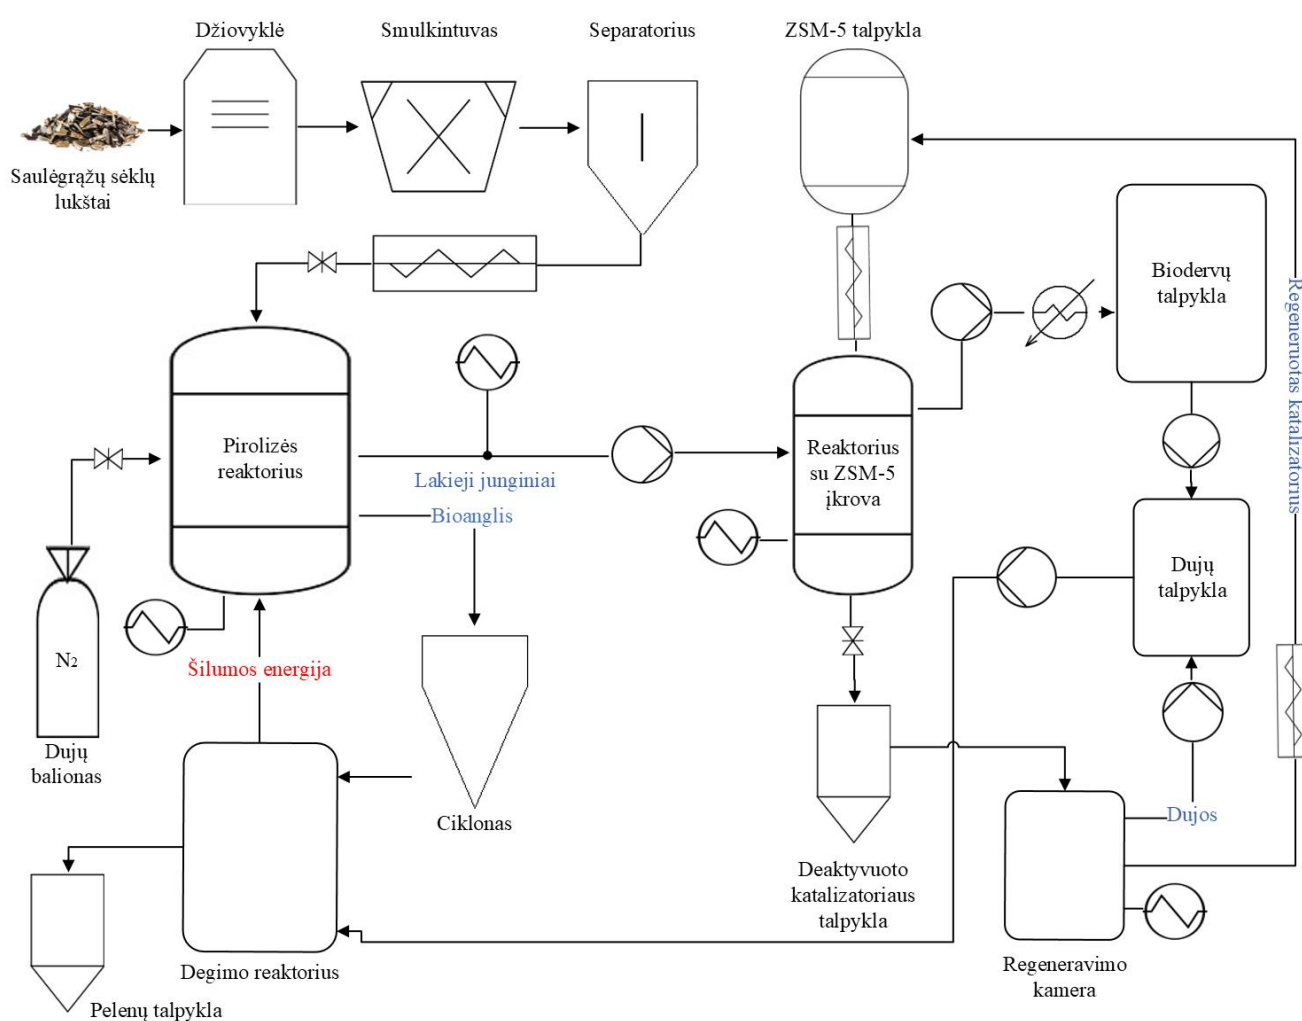 Džiovyklė
Smulkintuvas
Separatorius
ZSM-5 talpykla
Saulėgrąžų sėklų
lukštai
Biodervų
talpykla
Regeneruotas katalizatorius
Pirolizės
reaktorius
Lakieji junginiai
Bioanglis
Reaktorius
su ZSM-5
įkrova
Dujų
talpykla
N2
Šilumos energija
Dujų
balionas
Ciklonas
Dujos
Deaktyvuoto
katalizatoriaus
talpykla
Degimo reaktorius
Regeneravimo
kamera
Pelenų talpykla